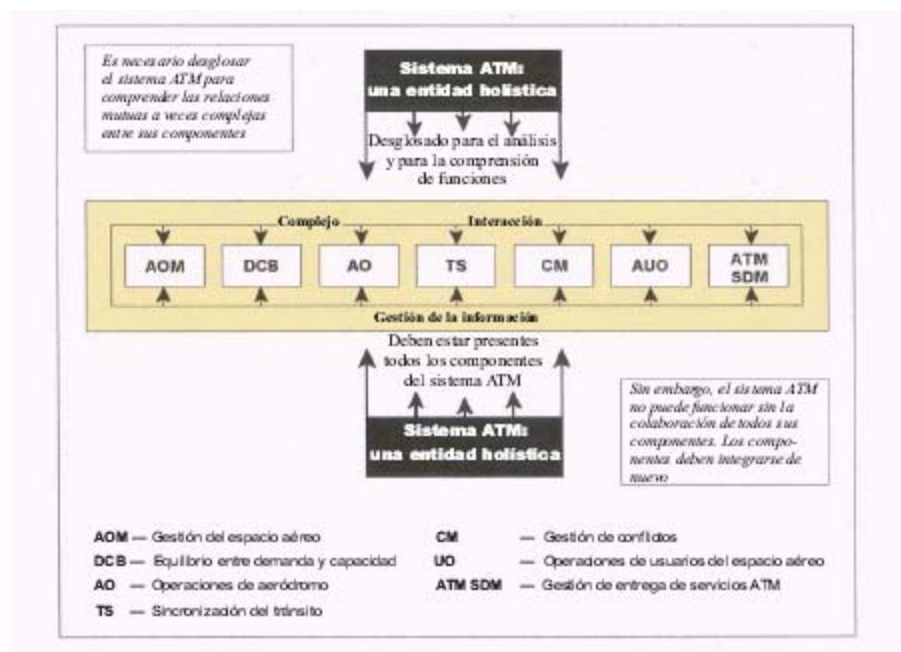 Es necesario desglosar
el sistema ATM para
comprender las relaciones
mutuas a veces complejas
entre sus componentes
Sistema ATM:
una entidad holística
Desglosado para el análisis
y para la comprensión
de funciones
Complejo
Interacción
AOM
DCB
AO
TS
CM
AUO
ATM
SDM
Gestión de la información
Deben estar presentes
todos los componentes
del sistema ATM
Sistema ATM:
una entidad holística
Sin embargo, el sistema ATM
no puede funcionar sin la
colaboración de todos sus
componentes. Los compo-
nentes deben integrarse de
nuevo
AOM — Gestión del espacio aéreo
DCB — Equilibrio entre demanda y capacidad
AO — Operaciones de aeródromo
TS — Sincronización del tránsito
CM — Gestión de conflictos
UO — Operaciones de usuarios del espacio aéreo
ATM SDM — Gestión de entrega de servicios ATM